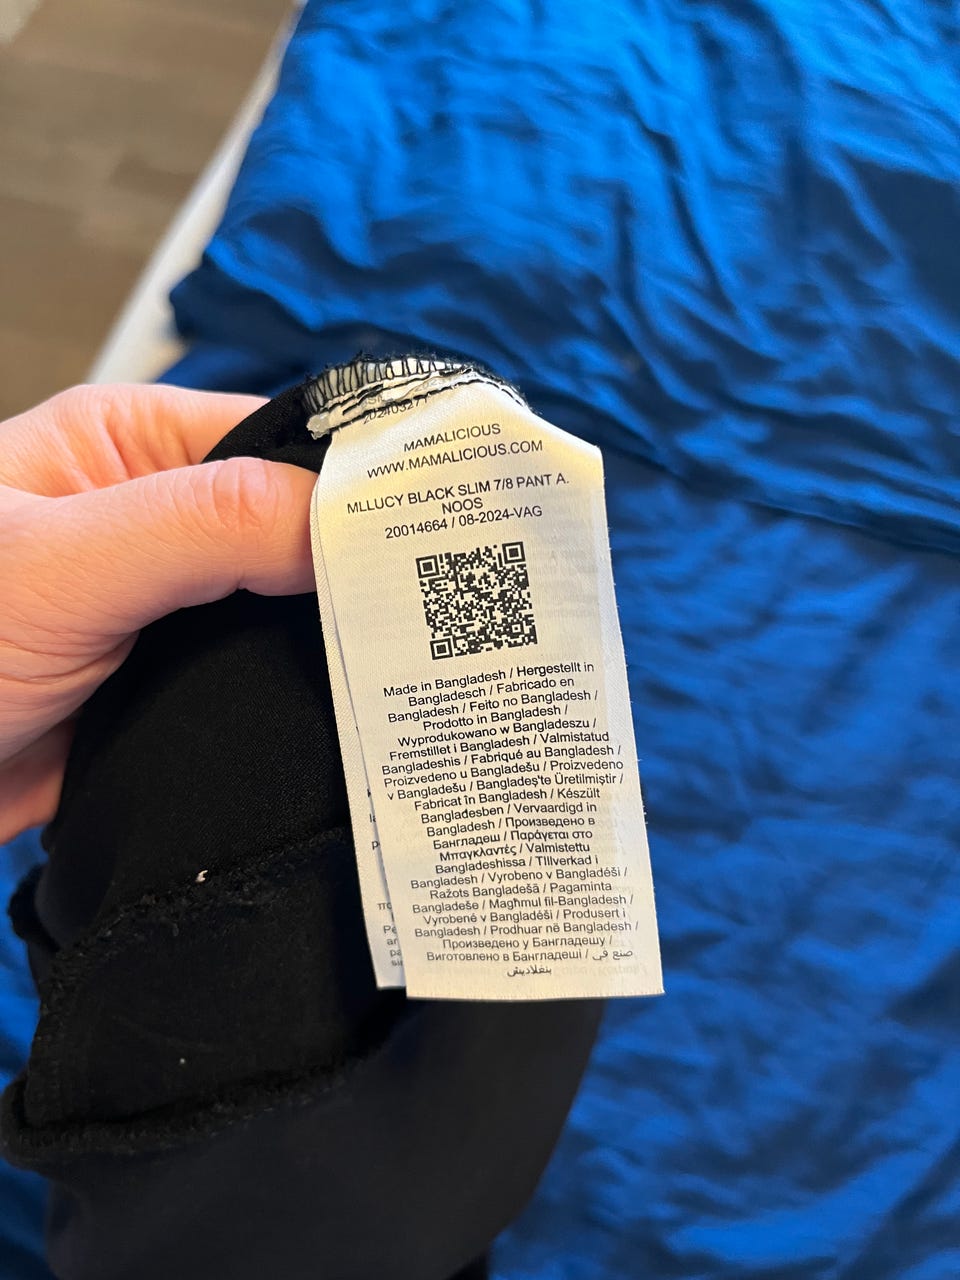 20240327
MAMALICIOUS
WWW.MAMALICIOUS.COM
MLLUCY BLACK SLIM 7/8 PANT A.
NOOS
20014664 / 08-2024-VAG
Made in Bangladesh / Hergestellt in
Bangladesch / Fabricado en
Bangladesh / Feito no Bangladesh /
Prodotto in Bangladesh /
Wyprodukowano w Bangladeszu /
Fremstillet i Bangladesh / Valmistatud
Bangladeshis / Fabriqué au Bangladesh /
Proizvedeno u Bangladešu / Proizvedeno
v Bangladešu / Bangladeş'te Üretilmiştir /
Fabricat în Bangladesh / Készült
Bangladesben / Vervaardigd in
Bangladesh / Произведено в
Бангладеш / Παράγεται στο
Μπαγκλαντές / Valmistettu
Bangladeshissa / Tillverkad i
Bangladesh / Vyrobeno v Bangladéši /
Ražots Bangladešā / Pagaminta
Bangladeše / Magħmul fil-Bangladesh /
Vyrobené v Bangladéši / Produsert i
Bangladesh / Prodhuar në Bangladesh /
Произведено у Бангладешу /
Виготовлено в Бангладеші / صنع في
بنغلاديش